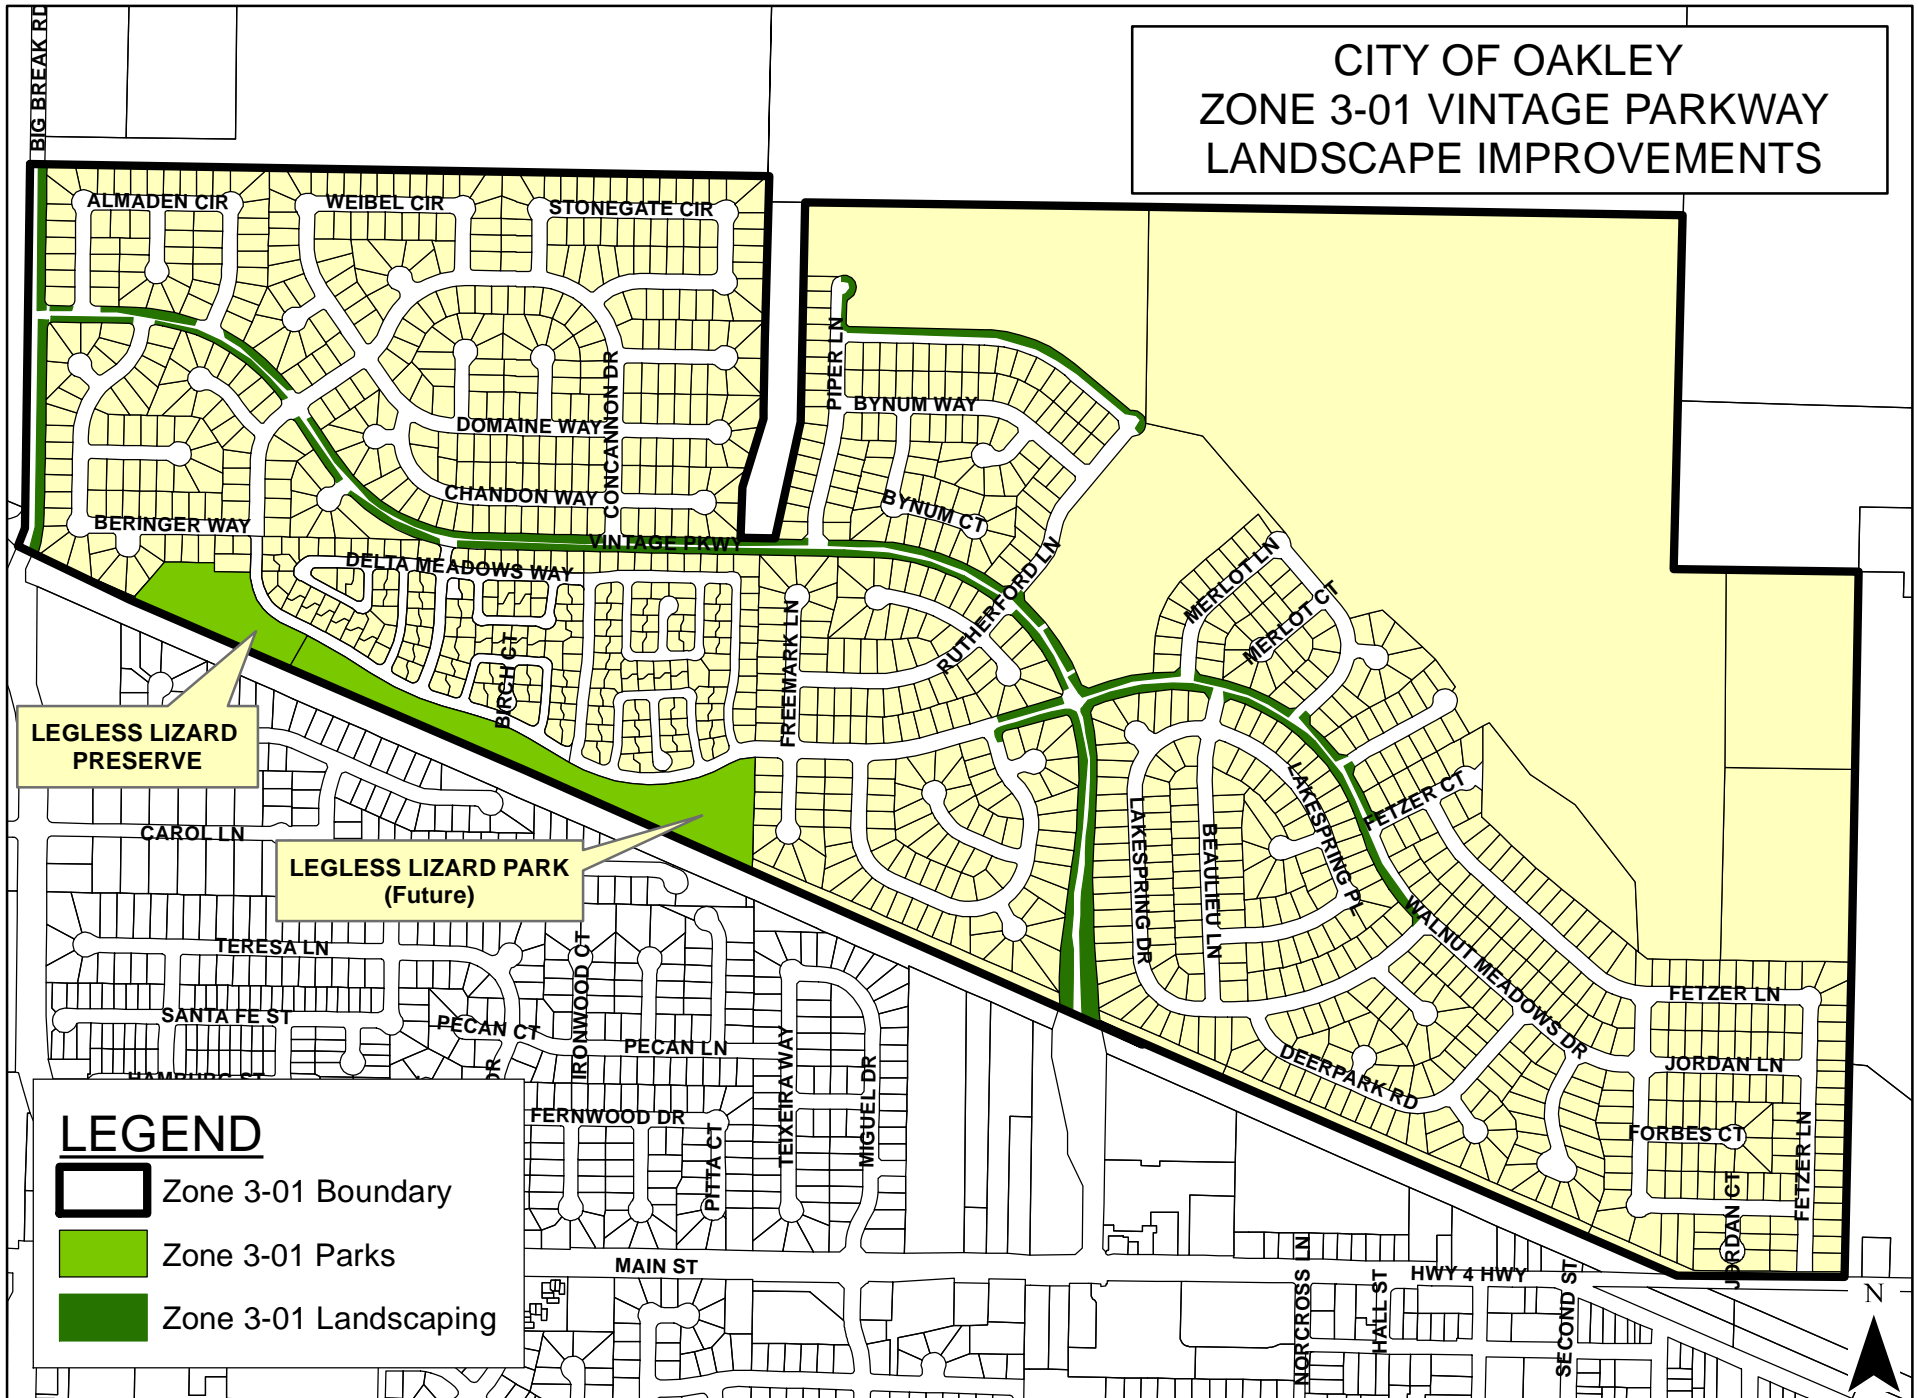 BIG BREAK RD
CITY OF OAKLEY
ZONE 3-01 VINTAGE PARKWAY
LANDSCAPE IMPROVEMENTS
ALMADEN CIR
WEIBEL CIR
STONEGATE CIR
PIPER LN
CONCANNON DR
BYNUM WAY
DOMAINE WAY
CHANDON WAY
BYNUM CT
BERINGER WAY
VINTAGE PKWY
DELTA MEADOWS WAY
MERLOT LN
RUTHERFORD LN
MERLOT CT
FREEMARK LN
BIRCH CT
LEGLESS LIZARD
PRESERVE
LAKESPRING PL
FETZER CT
LAKESPRING DR
BEAULIEU LN
CAROL LN
LEGLESS LIZARD PARK
(Future)
WALNUT MEADOWS DR
TERESA LN
IRONWOOD CT
FETZER LN
SANTA FE ST
PECAN CT
PECAN LN
TEIXEIRA WAY
MIGUEL DR
DEERPARK RD
JORDAN LN
HAMBURG ST
DR
FERNWOOD DR
PITTA CT
FORBES CT
FETZER LN
JORDAN CT
LEGEND
Zone 3-01 Boundary
Zone 3-01 Parks
Zone 3-01 Landscaping
MAIN ST
NORCROSS LN
HALL ST
HWY 4 HWY
SECOND ST
N